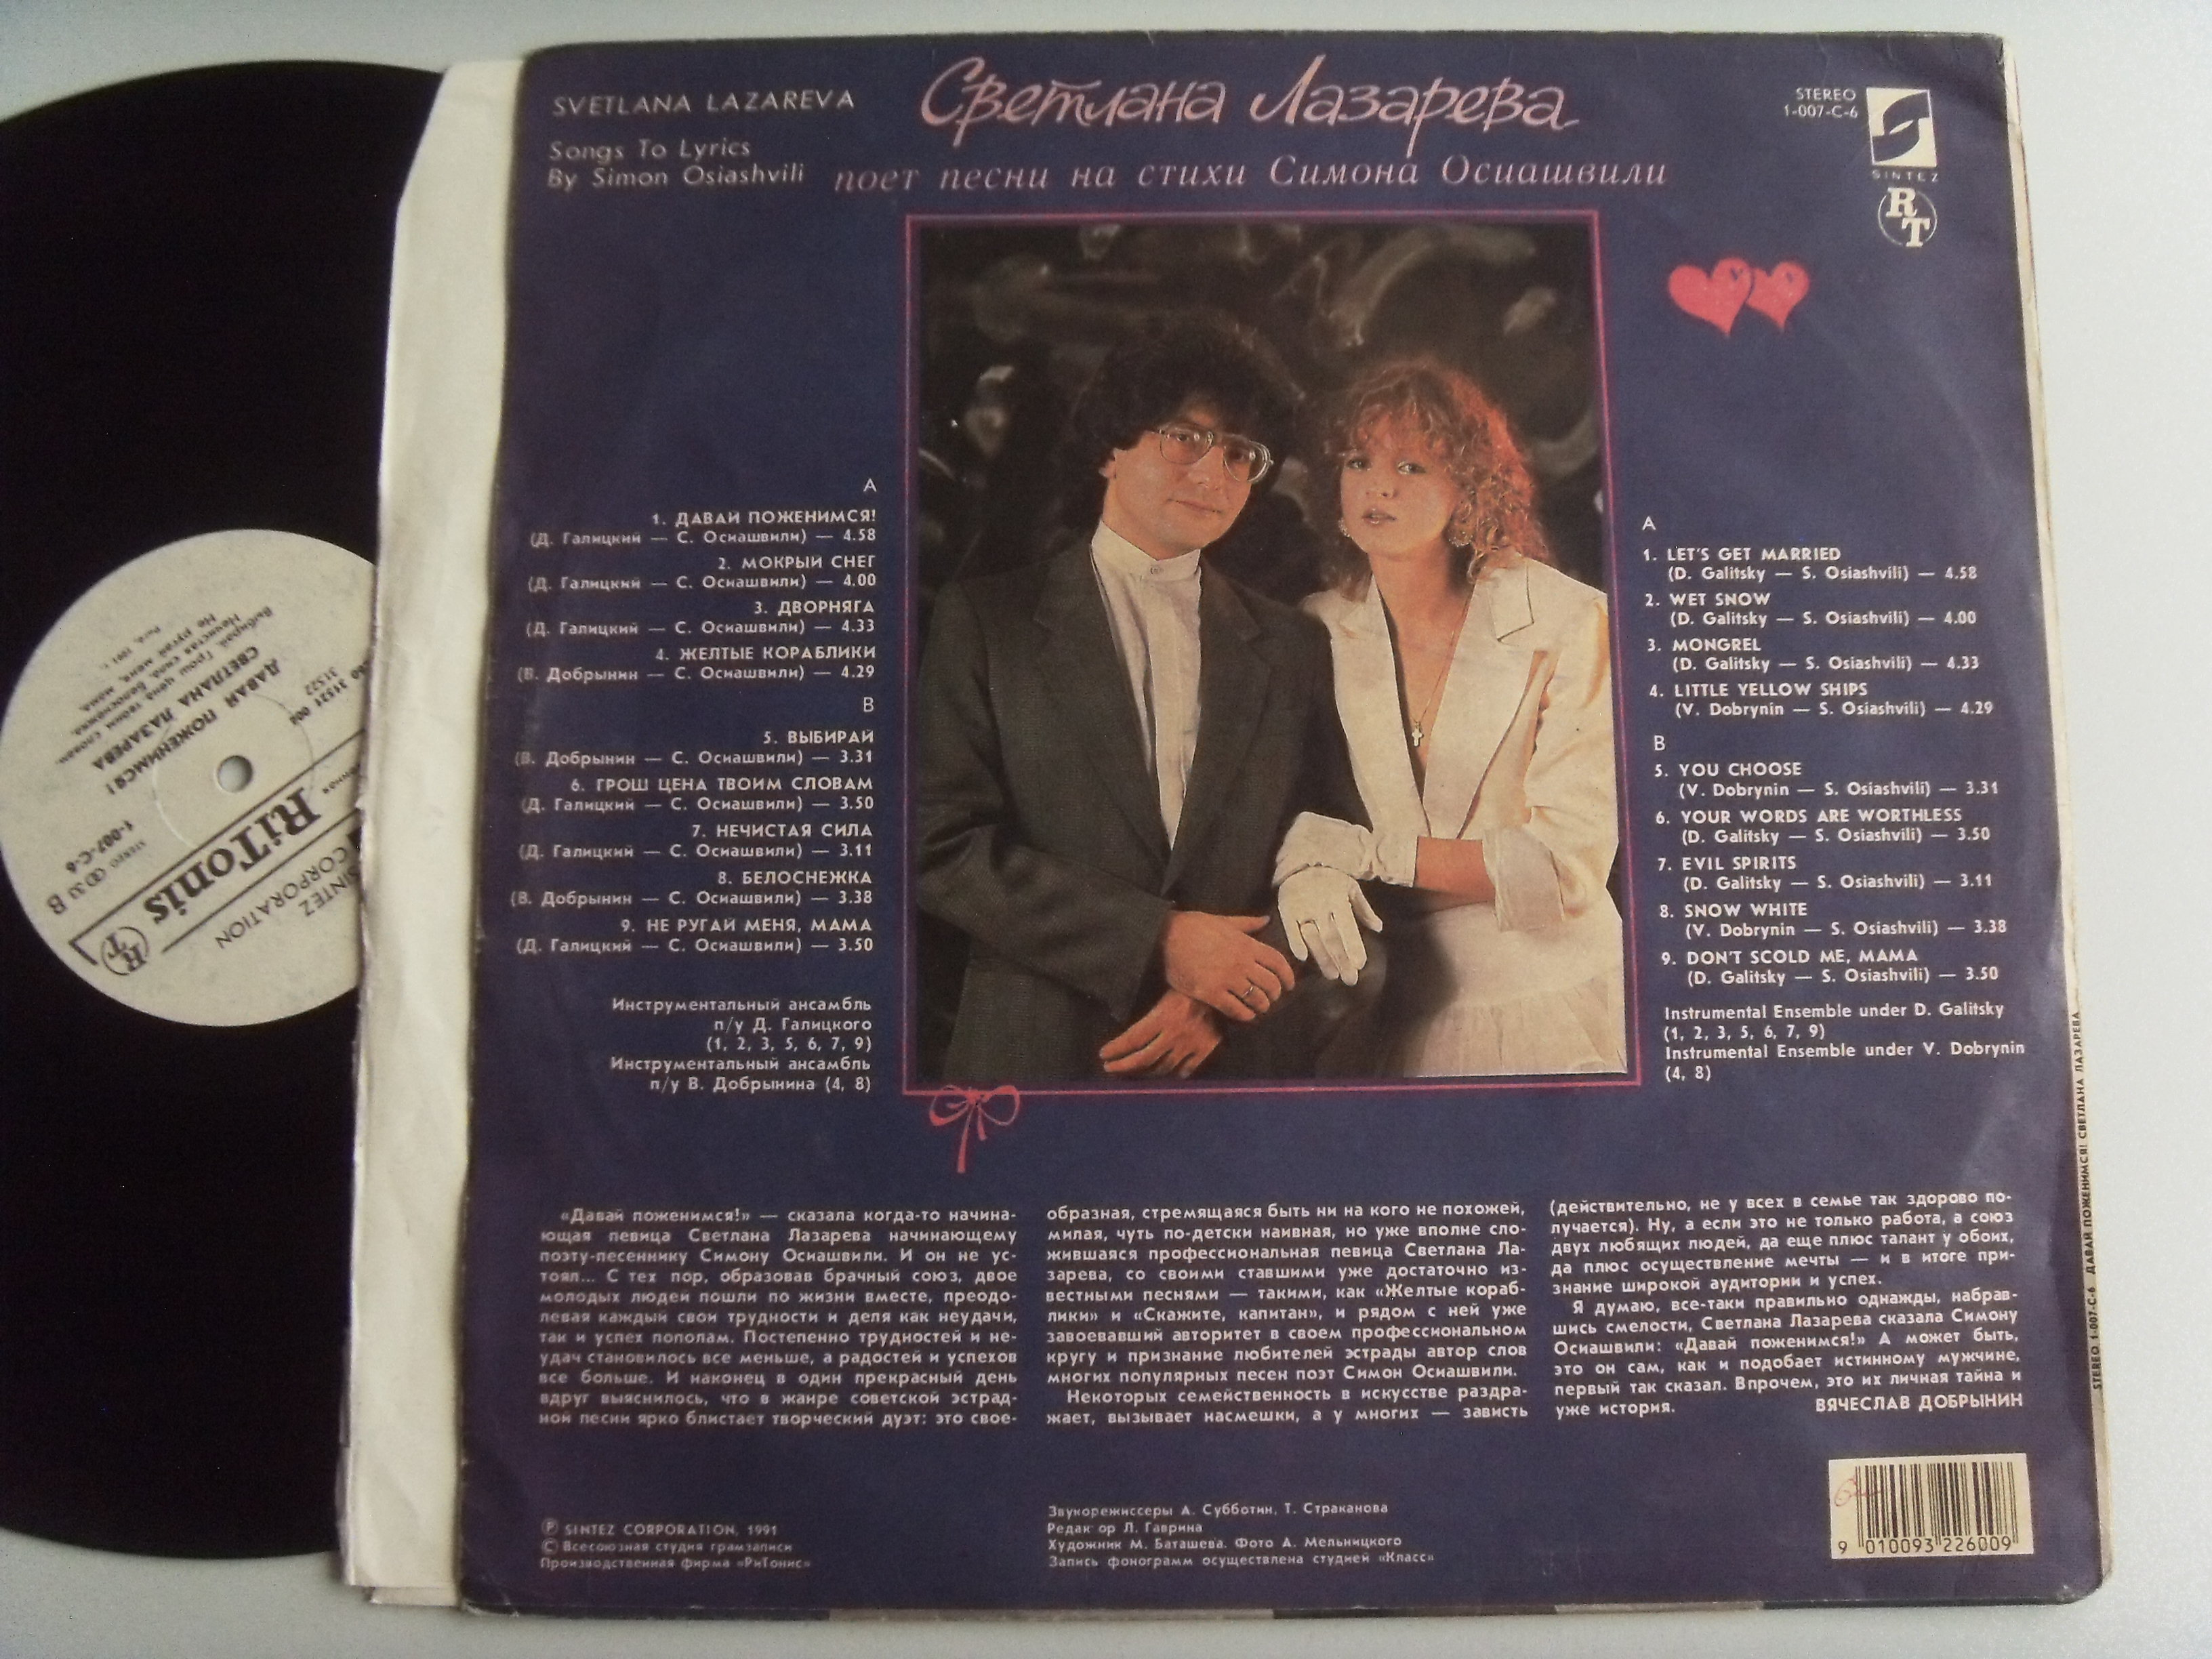 SVETLANA LAZAREVA
Songs To Lyrics
By Simon Osiashvili
Светлана Лазарева
поет песни на стихи Симона Осиашвили
STEREO
1-007-C-6
SINTEZ
RT
A
1. ДАВАЙ ПОЖЕНИМСЯ!
(Д. Галицкий — С. Осиашвили) — 4.58
2. МОКРЫЙ СНЕГ
(Д. Галицкий — С. Осиашвили) — 4.00
3. ДВОРНЯГА
(Д. Галицкий — С. Осиашвили) — 4.33
4. ЖЕЛТЫЕ КОРАБЛИКИ
(В. Добрынин — С. Осиашвили) — 4.29
B
5. ВЫБИРАЙ
(В. Добрынин — С. Осиашвили) — 3.31
6. ГРОШ ЦЕНА ТВОИМ СЛОВАМ
(Д. Галицкий — С. Осиашвили) — 3.50
7. НЕЧИСТАЯ СИЛА
(Д. Галицкий — С. Осиашвили) — 3.11
8. БЕЛОСНЕЖКА
(В. Добрынин — С. Осиашвили) — 3.38
9. НЕ РУГАЙ МЕНЯ, МАМА
(Д. Галицкий — С. Осиашвили) — 3.50
Инструментальный ансамбль
п/у Д. Галицкого
(1, 2, 3, 5, 6, 7, 9)
Инструментальный ансамбль
п/у В. Добрынина (4, 8)
A
1. LET'S GET MARRIED
(D. Galitsky — S. Osiashvili) — 4.58
2. WET SNOW
(D. Galitsky — S. Osiashvili) — 4.00
3. MONGREL
(D. Galitsky — S. Osiashvili) — 4.33
4. LITTLE YELLOW SHIPS
(V. Dobrynin — S. Osiashvili) — 4.29
B
5. YOU CHOOSE
(V. Dobrynin — S. Osiashvili) — 3.31
6. YOUR WORDS ARE WORTHLESS
(D. Galitsky — S. Osiashvili) — 3.50
7. EVIL SPIRITS
(D. Galitsky — S. Osiashvili) — 3.11
8. SNOW WHITE
(V. Dobrynin — S. Osiashvili) — 3.38
9. DON'T SCOLD ME, MAMA
(D. Galitsky — S. Osiashvili) — 3.50
Instrumental Ensemble under D. Galitsky
(1, 2, 3, 5, 6, 7, 9)
Instrumental Ensemble under V. Dobrynin
(4, 8)
«Давай поженимся!» — сказала когда-то начина-
ющая певица Светлана Лазарева начинающему
поэту-песеннику Симону Осиашвили. И он не ус-
тоял... С тех пор, образовав брачный союз, двое
молодых людей пошли по жизни вместе, преодо-
левая каждый свои трудности и деля как неудачи,
так и успех пополам. Постепенно трудностей и не-
удач становилось все меньше, а радостей и успехов
все больше. И наконец в один прекрасный день
вдруг выяснилось, что в жанре советской эстрад-
ной песни ярко блистает творческий дуэт: это свое-
образная, стремящаяся быть ни на кого не похожей,
милая, чуть по-детски наивная, но уже вполне сло-
жившаяся профессиональная певица Светлана Ла-
зарева, со своими ставшими уже достаточно из-
вестными песнями — такими, как «Желтые кораб-
лики» и «Скажите, капитан», и рядом с ней уже
завоевавший авторитет в своем профессиональном
кругу и признание любителей эстрады автор слов
многих популярных песен поэт Симон Осиашвили.
Некоторых семейственность в искусстве раздра-
жает, вызывает насмешки, а у многих — зависть
(действительно, не у всех в семье так здорово по-
лучается). Ну, а если это не только работа, а союз
двух любящих людей, да еще плюс талант у обоих,
да плюс осуществление мечты — и в итоге при-
знание широкой аудитории и успех.
Я думаю, все-таки правильно однажды, набрав-
шись смелости, Светлана Лазарева сказала Симону
Осиашвили: «Давай поженимся!» А может быть,
это он сам, как и подобает истинному мужчине,
первый так сказал. Впрочем, это их личная тайна и
уже история.
ВЯЧЕСЛАВ ДОБРЫНИН
Ⓟ SINTEZ CORPORATION, 1991
© Всесоюзная студия грамзаписи
Производственная фирма «РиТонис»
Звукорежиссеры А. Субботин, Т. Страканова
Редак ор Л. Гаврина
Художник М. Баташева. Фото А. Мельницкого
Запись фонограмм осуществлена студией «Класс»
9 010093 226009
STEREO 1-007-C-6 ДАВАЙ ПОЖЕНИМСЯ! СВЕТЛАНА ЛАЗАРЕВА
SINTEZ
CORPORATION
RT
RiTonis
B
STEREO 33
1-007-C-6
31521
31522
ДАВАЙ ПОЖЕНИМСЯ!
СВЕТЛАНА ЛАЗАРЕВА
Выбирай. Грош цена твоим словам.
Нечистая сила. Белоснежка.
Не ругай меня, мама
1991 г.